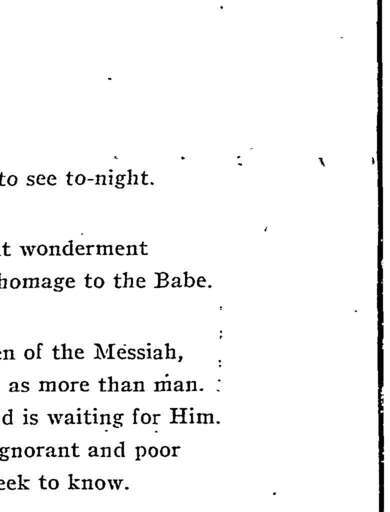 to see to-night.
t wonderment
homage to the Babe.
en of the Messiah,
as more than man.
d is waiting for Him.
gnorant and poor
eek to know.